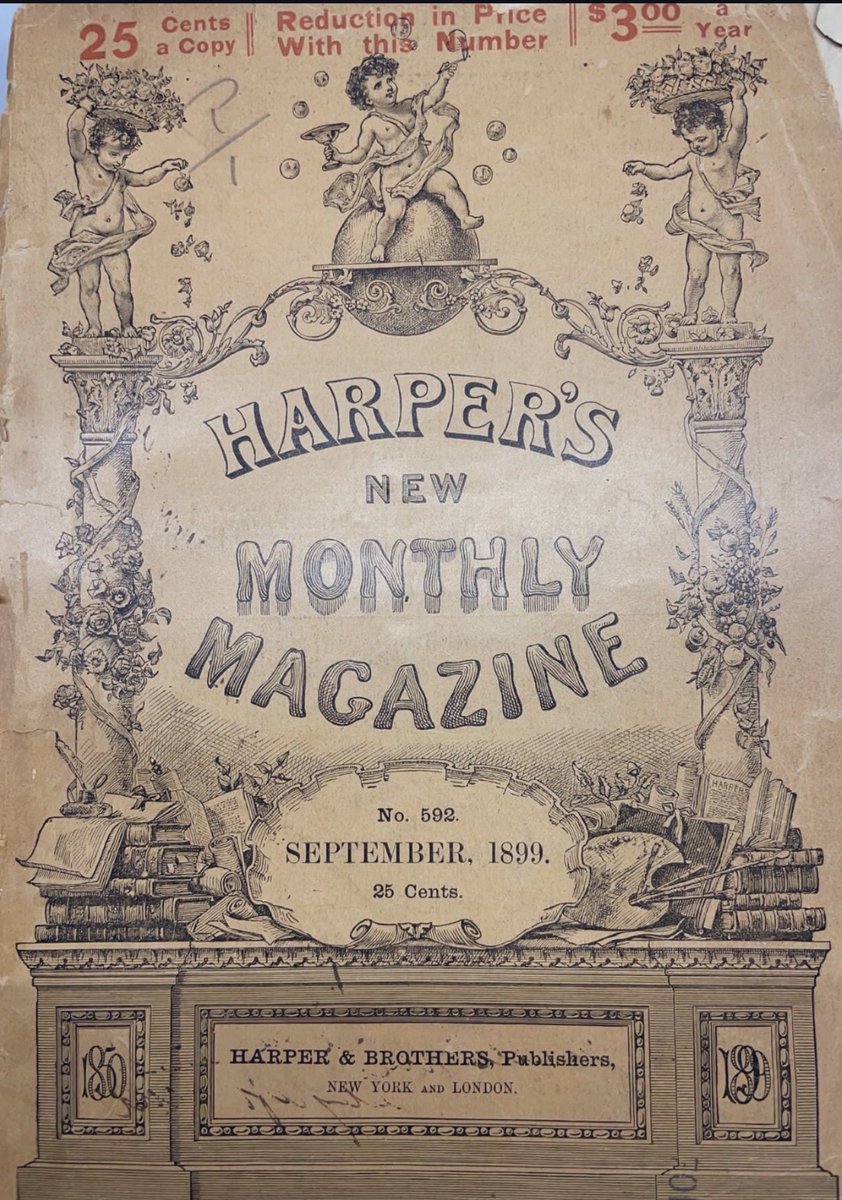 25 Cents a Copy
Reduction in Price
With this Number
$3.00 a Year
HARPER'S
NEW
MONTHLY
MAGAZINE
HARPER
No. 592.
SEPTEMBER, 1899.
25 Cents.
HARPER & BROTHERS, Publishers,
NEW YORK AND LONDON.
1850